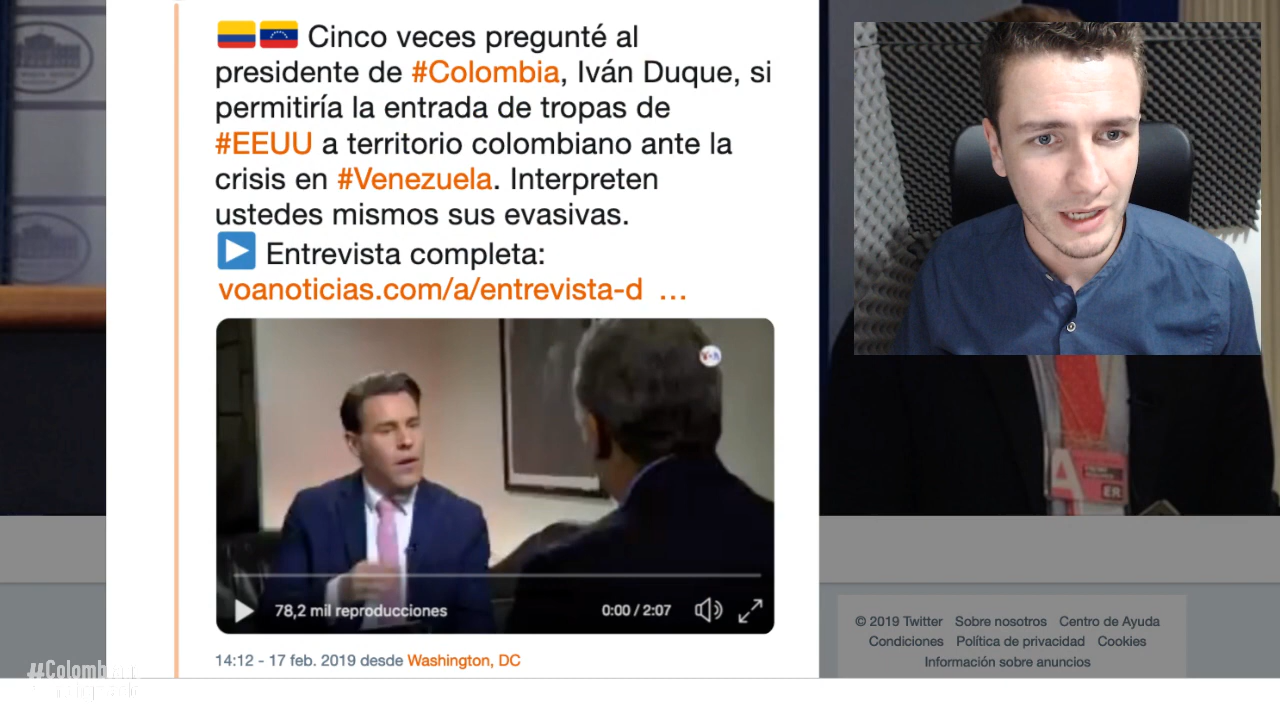 Cinco veces pregunté al
presidente de #Colombia, Iván Duque, si
permitiría la entrada de tropas de
#EEUU a territorio colombiano ante la
crisis en #Venezuela. Interpreten
ustedes mismos sus evasivas.
Entrevista completa:
voanoticias.com/a/entrevista-d …
VOA
78,2 mil reproducciones
0:00 / 2:07
14:12 - 17 feb. 2019 desde Washington, DC
A
ER
© 2019 Twitter Sobre nosotros Centro de Ayuda
Condiciones Política de privacidad Cookies
Información sobre anuncios